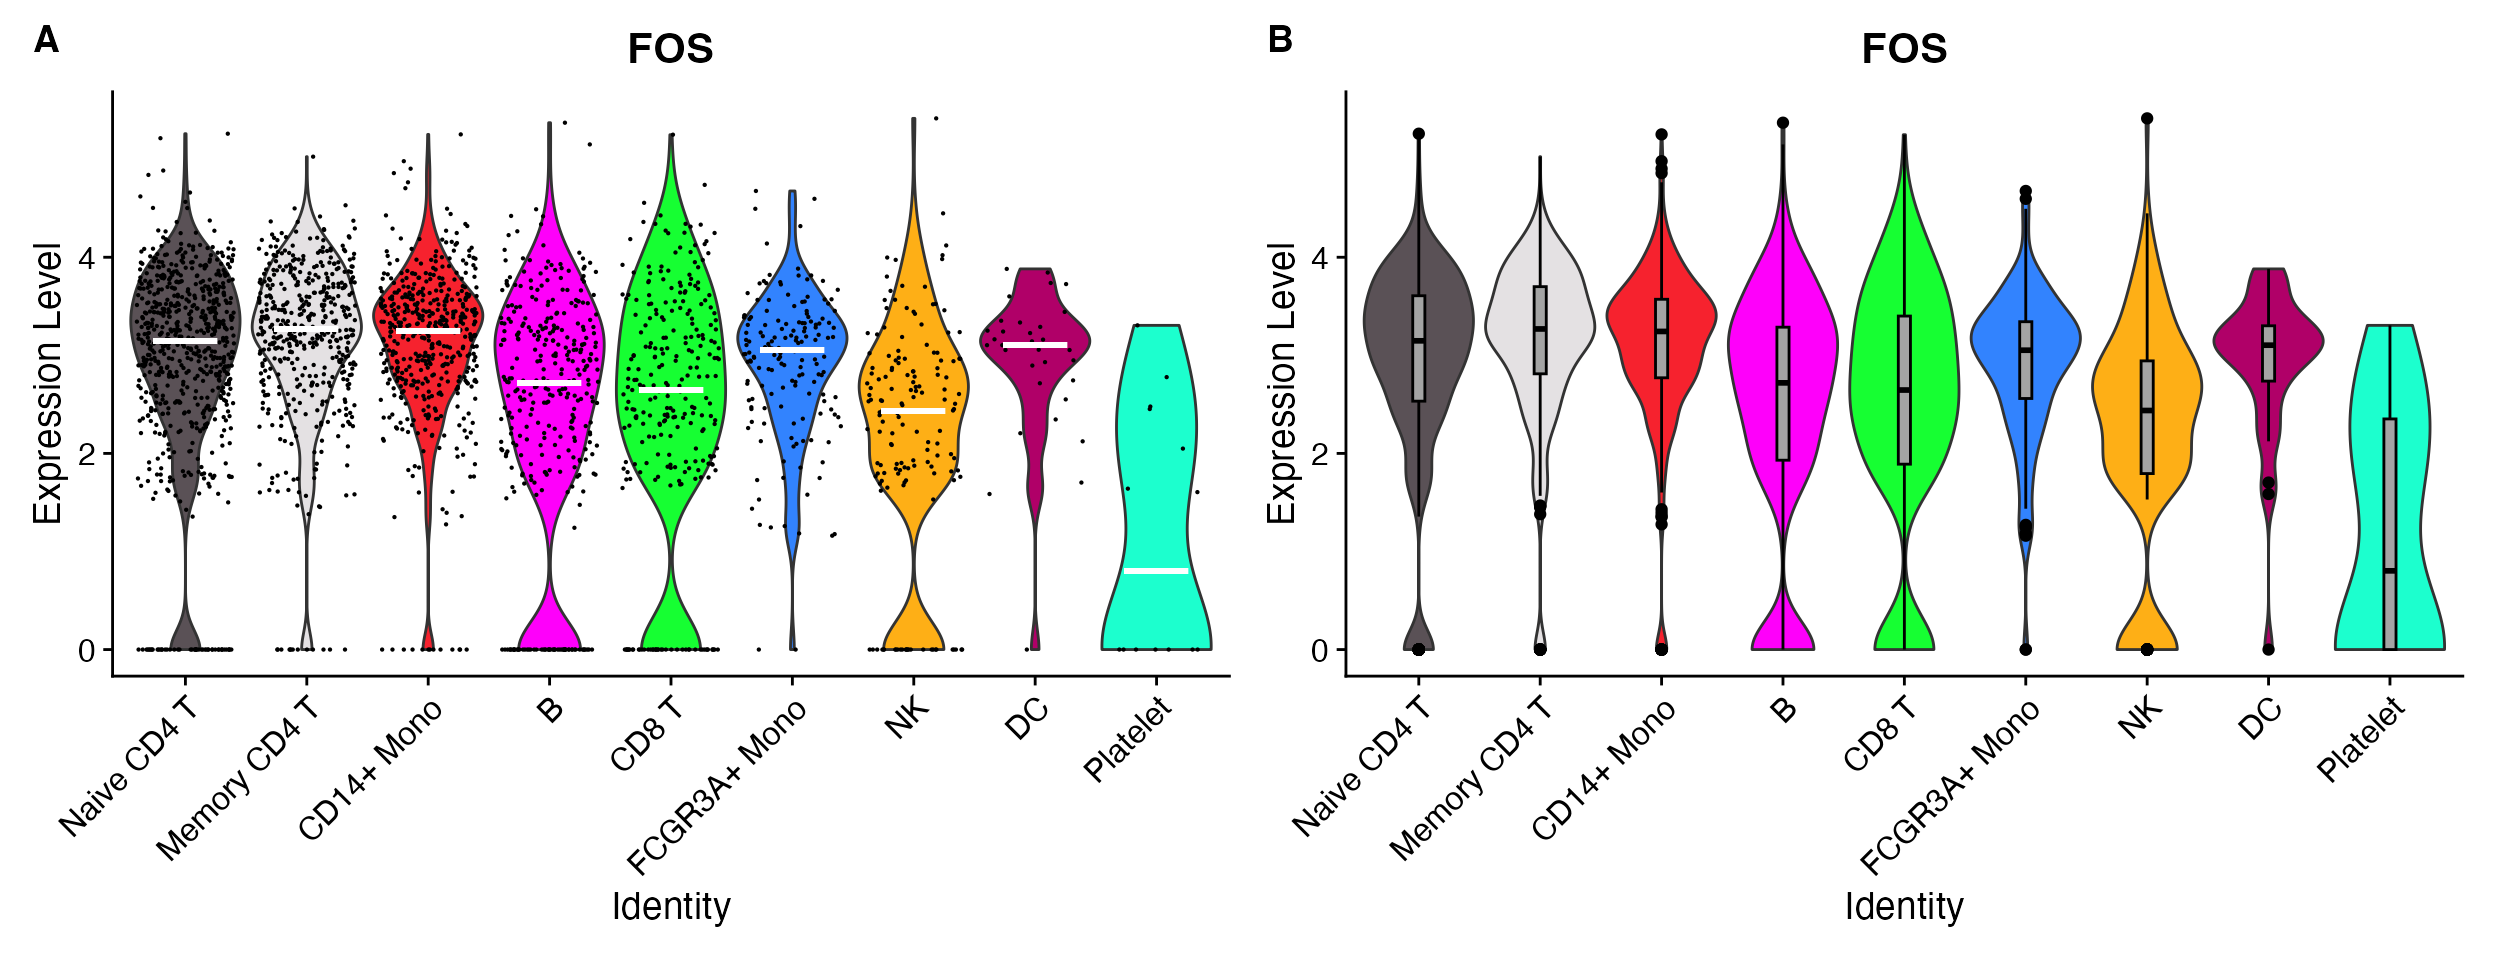 A
FOS
Expression Level
4
2
0
Naive CD4 T
Memory CD4 T
CD14+ Mono
B
CD8 T
FCGR3A+ Mono
NK
DC
Platelet
Identity
B
FOS
Expression Level
4
2
0
Naive CD4 T
Memory CD4 T
CD14+ Mono
B
CD8 T
FCGR3A+ Mono
NK
DC
Platelet
Identity